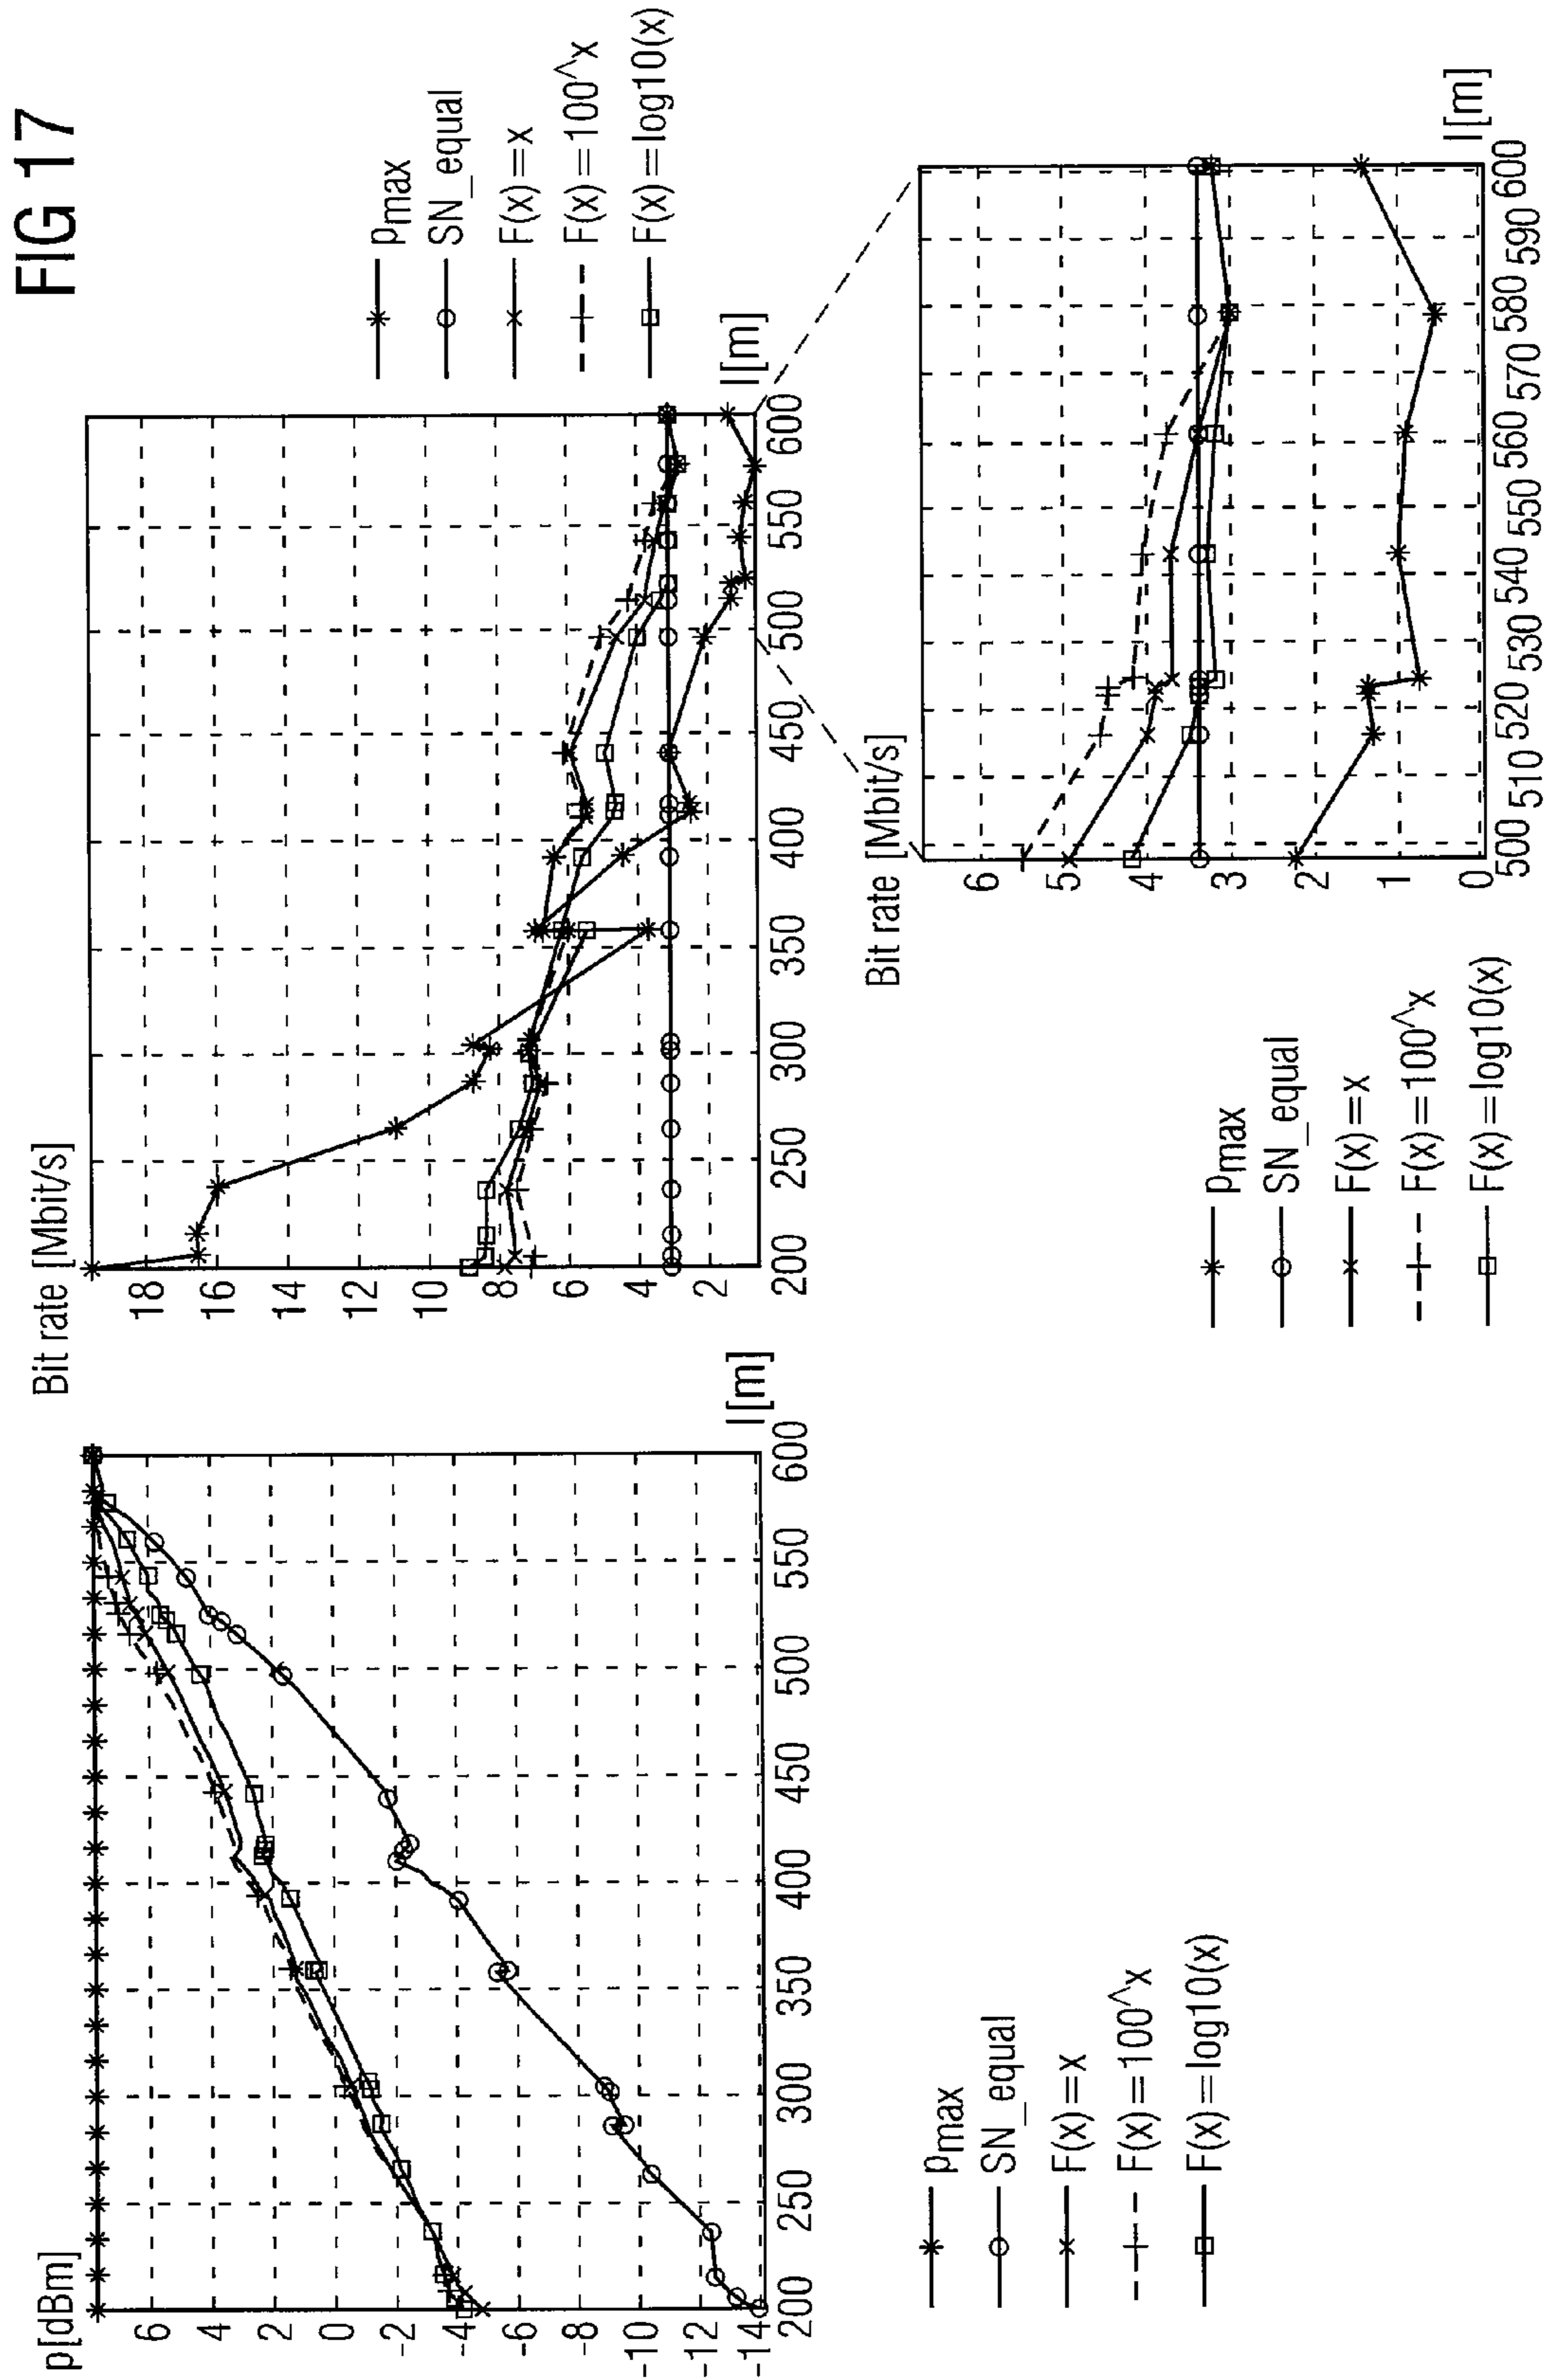 FIG 17
p[dBm]
6
4
2
0
-2
-4
-6
-8
-10
-12
-14
200
250
300
350
400
450
500
550
600
l[m]
pmax
SN_equal
F(x)=x
F(x)=100^x
F(x)=log10(x)
Bit rate [Mbit/s]
18
16
14
12
10
8
6
4
2
200
250
300
350
400
450
500
550
600
l[m]
pmax
SN_equal
F(x)=x
F(x)=100^x
F(x)=log10(x)
Bit rate [Mbit/s]
6
5
4
3
2
1
0
500
510
520
530
540
550
560
570
580
590
600
l[m]
pmax
SN_equal
F(x)=x
F(x)=100^x
F(x)=log10(x)